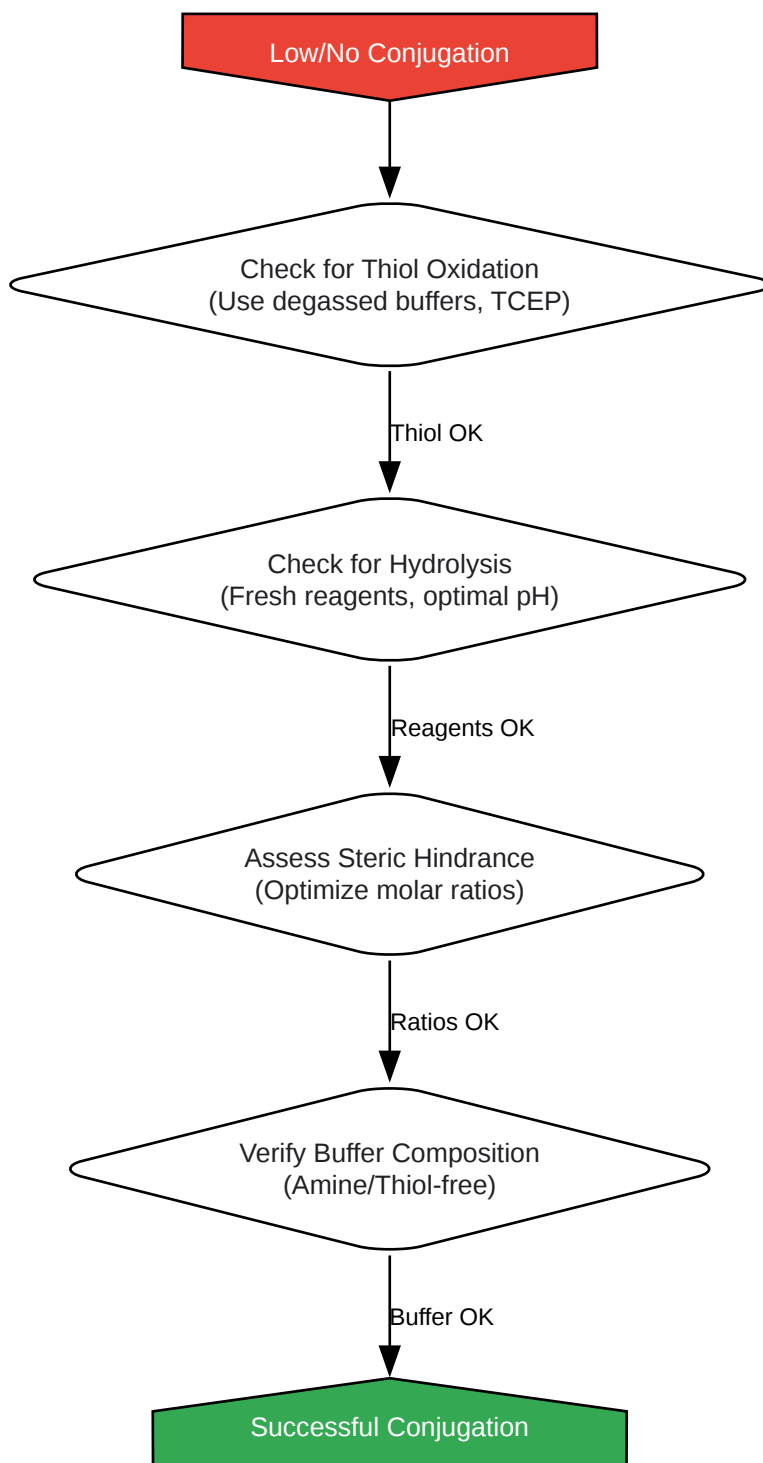 Low/No Conjugation
Check for Thiol Oxidation
(Use degassed buffers, TCEP)
Thiol OK
Check for Hydrolysis
(Fresh reagents, optimal pH)
Reagents OK
Assess Steric Hindrance
(Optimize molar ratios)
Ratios OK
Verify Buffer Composition
(Amine/Thiol-free)
Buffer OK
Successful Conjugation